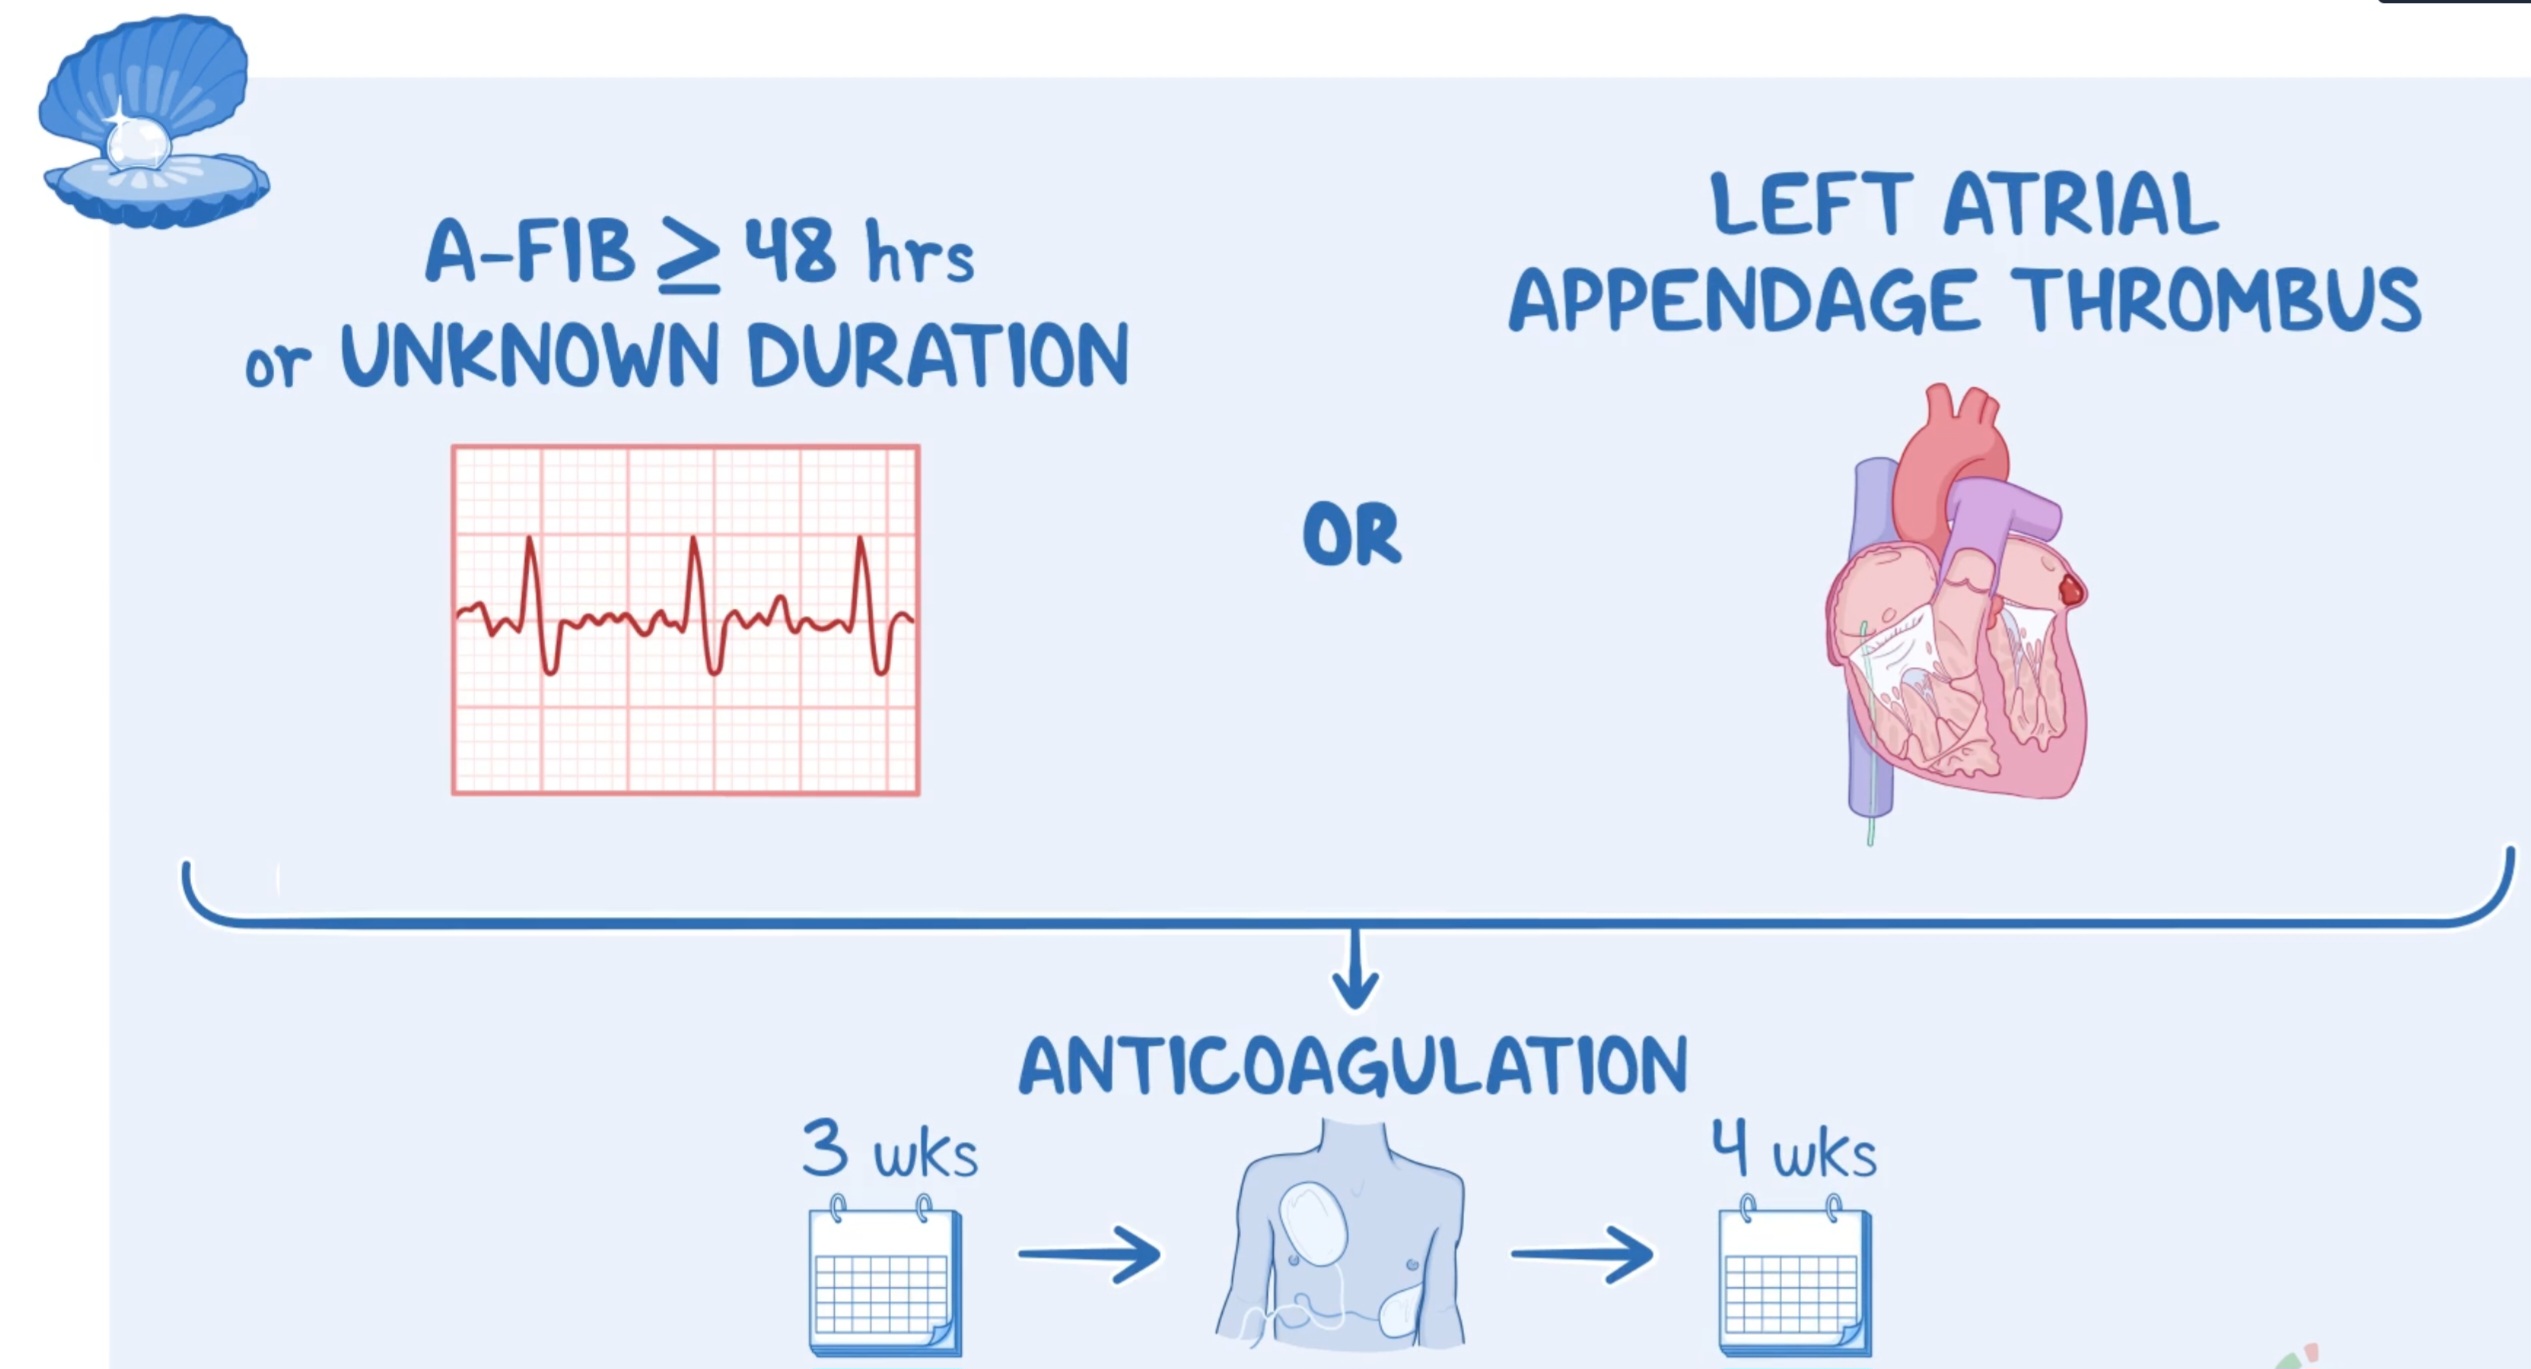 A-FIB ≥ 48 hrs
or UNKNOWN DURATION
OR
LEFT ATRIAL
APPENDAGE THROMBUS
ANTICOAGULATION
3 wks
4 wks